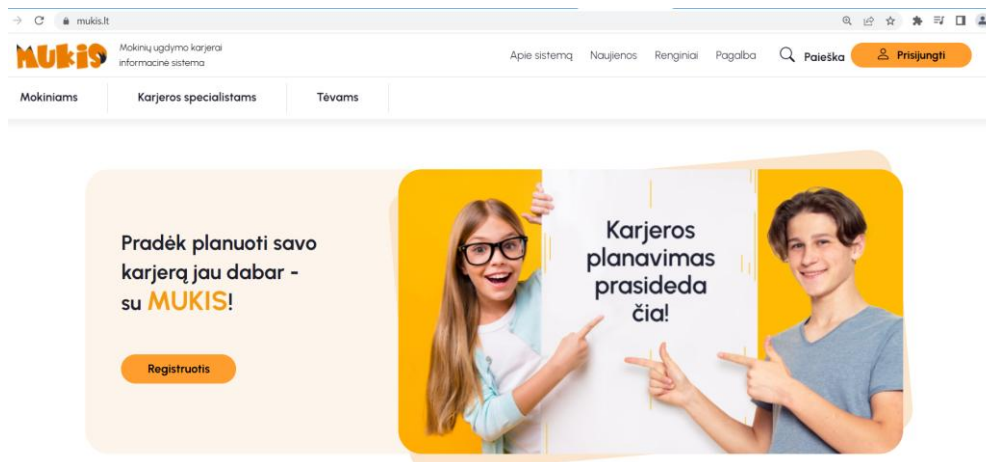 mukis.lt
MUKIS
Mokinių ugdymo karjerai
informacinė sistema
Apie sistemą Naujienos Renginiai Pagalba Paieška Prisijungti
Mokiniams Karjeros specialistams Tėvams
Pradėk planuoti savo
karjerą jau dabar -
su MUKIS!
Registruotis
Karjeros
planavimas
prasideda
čia!